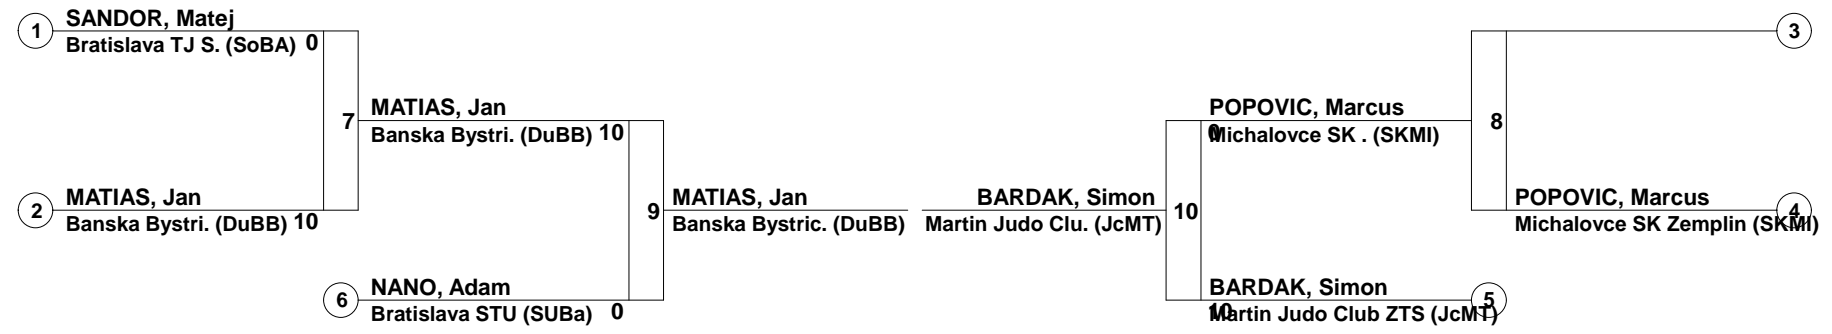 1
SANDOR, Matej
Bratislava TJ S. (SoBA) 0
7
MATIAS, Jan
Banska Bystri. (DuBB) 10
2
MATIAS, Jan
Banska Bystri. (DuBB) 10
9
MATIAS, Jan
Banska Bystric. (DuBB)
6
NANO, Adam
Bratislava STU (SUBa) 0
3
POPOVIC, Marcus
0
Michalovce SK . (SKMI)
8
BARDAK, Simon
Martin Judo Clu. (JcMT)
10
POPOVIC, Marcus
Michalovce SK Zemplin (SKMI)
4
BARDAK, Simon
10
Martin Judo Club ZTS (JcMT)
5